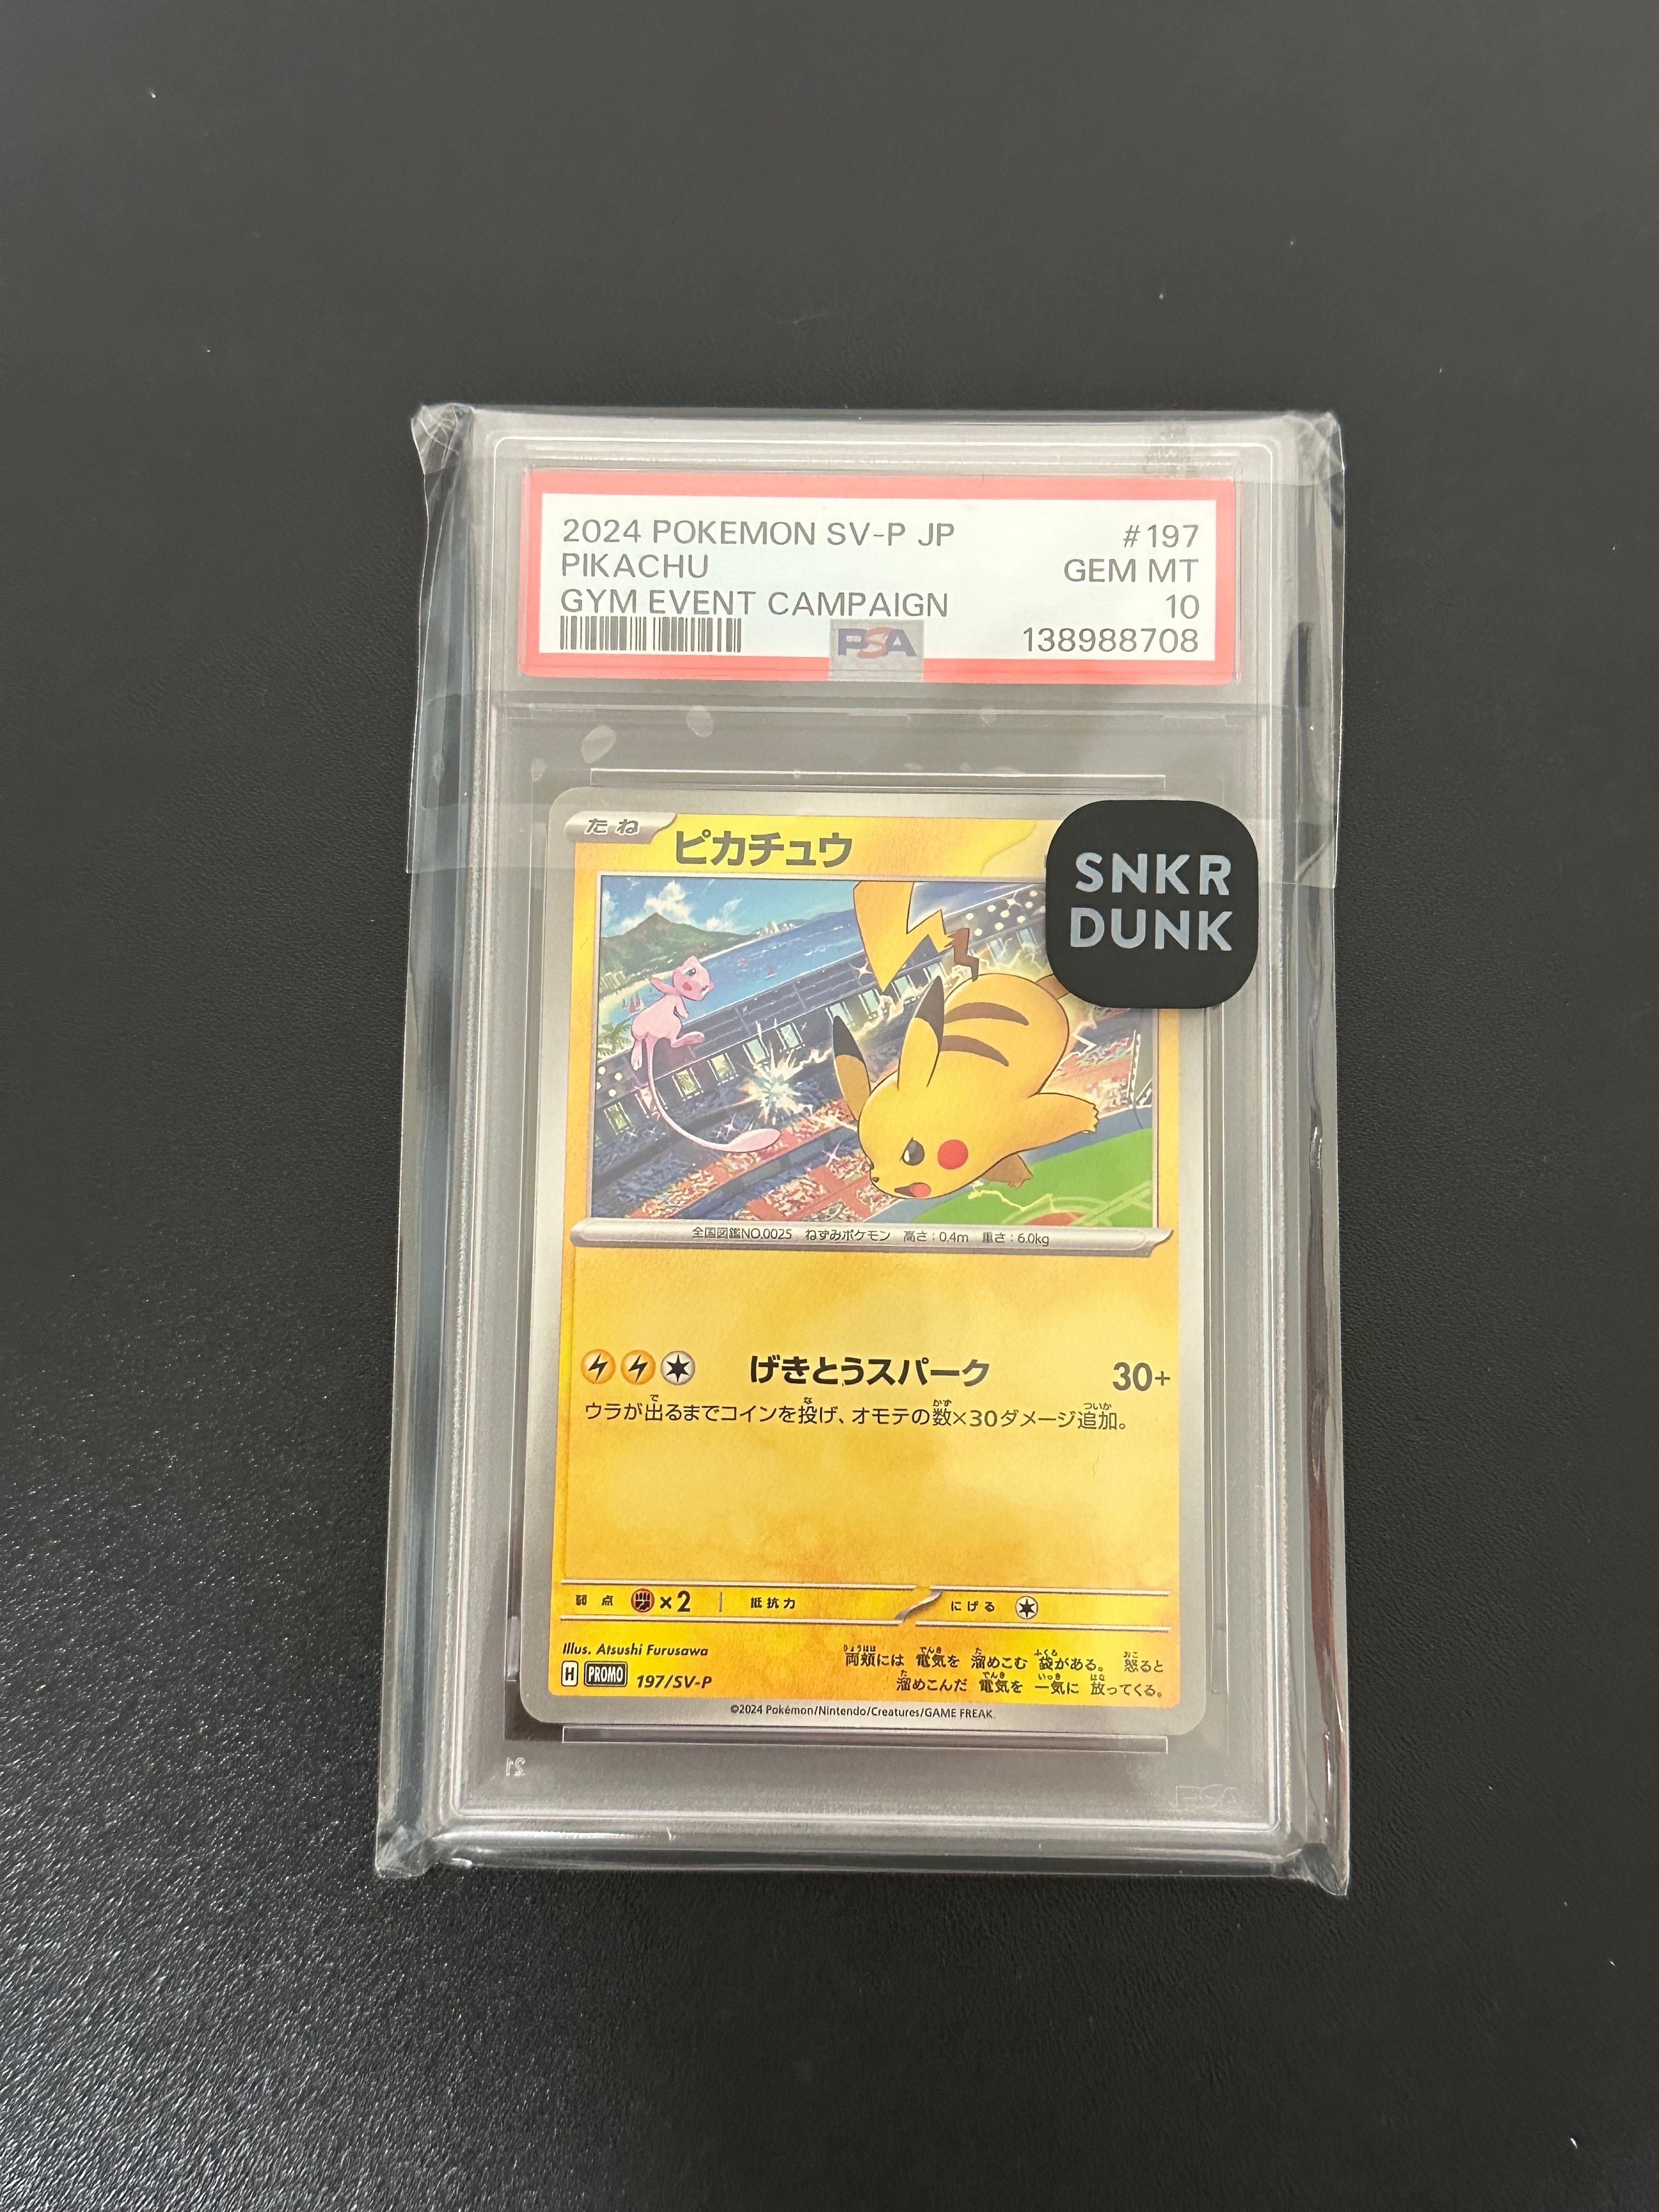 2024 POKEMON SV-P JP #197
PIKACHU GEM MT
GYM EVENT CAMPAIGN 10
PSA 138988708
たね ピカチュウ
SNKR
DUNK
全国図鑑NO.0025 ねずみポケモン 高さ:0.4m 重さ:6.0kg
げきとうスパーク 30+
ウラが出るまでコインを投げ、オモテの数×30ダメージ追加。
弱点 ×2 抵抗力 にげる
Illus. Atsushi Furusawa
H PROMO 197/SV-P
両頬には 電気を 溜めこむ 袋がある。 怒ると
溜めこんだ 電気を 一気に 放ってくる。
©2024 Pokémon/Nintendo/Creatures/GAME FREAK.
PSA